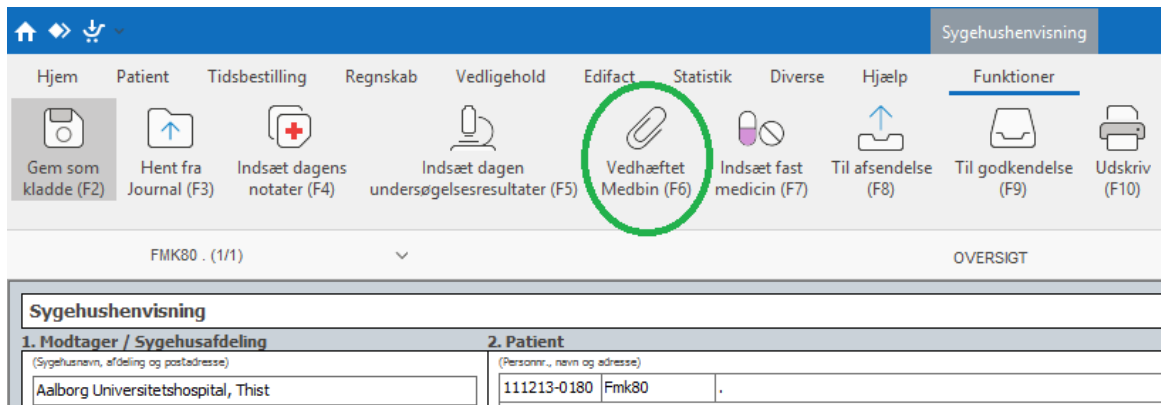 Sygehushenvisning
Hjem Patient Tidsbestilling Regnskab Vedligehold Edifact Statistik Diverse Hjælp Funktioner
Gem som kladde (F2)
Hent fra Journal (F3)
Indsæt dagens notater (F4)
Indsæt dagen undersøgelsesresultater (F5)
Vedhæftet Medbin (F6)
Indsæt fast medicin (F7)
Til afsendelse (F8)
Til godkendelse (F9)
Udskriv (F10)
FMK80 . (1/1) OVERSIGT
Sygehushenvisning
1. Modtager / Sygehusafdeling
(Sygehusnavn, afdeling og postadresse)
Aalborg Universitetshospital, Thist
2. Patient
(Personnr., navn og adresse)
111213-0180 Fmk80 .